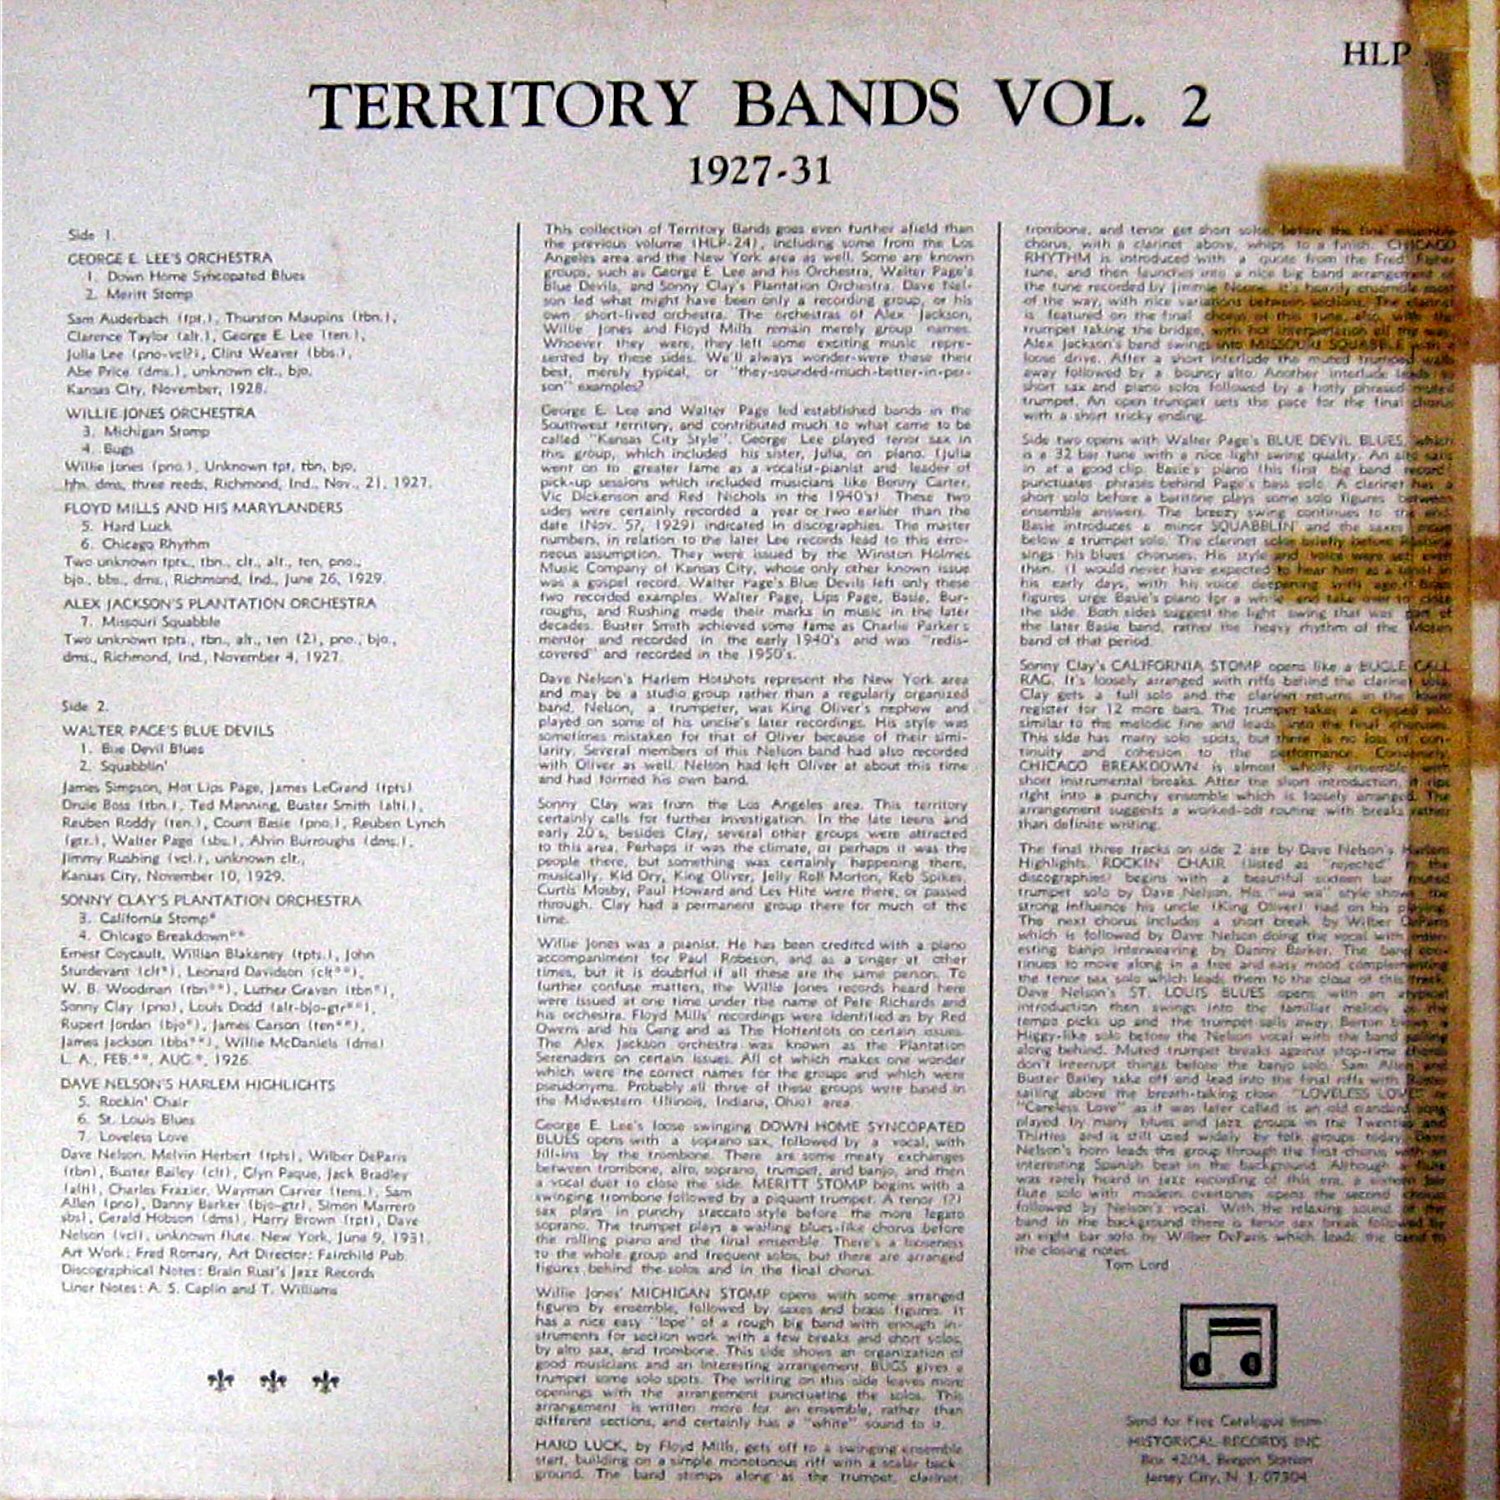 HLP
TERRITORY BANDS VOL. 2
1927-31
Side 1.
GEORGE E. LEE'S ORCHESTRA
1. Down Home Syncopated Blues
2. Meritt Stomp
Sam Auderbach (tpt.), Thurston Maupins (tbn.),
Clarence Taylor (alt.), George E. Lee (ten.),
Julia Lee (pno-vcl?), Clint Weaver (bbs.),
Abe Price (dms.), unknown clt., bjo.
Kansas City, November, 1928.
WILLIE JONES ORCHESTRA
3. Michigan Stomp
4. Bugs
Willie Jones (pno.), Unknown tpt, tbn, bjo,
hhs, dms, three reeds, Richmond, Ind., Nov., 21, 1927.
FLOYD MILLS AND HIS MARYLANDERS
5. Hard Luck
6. Chicago Rhythm
Two unknown tpts., tbn., clt., alt., ten, pno.,
bjo., bbs., dms., Richmond, Ind., June 26, 1929.
ALEX JACKSON'S PLANTATION ORCHESTRA
7. Missouri Squabble
Two unknown tpts., tbn., alt., ten (2), pno., bjo.,
dms., Richmond, Ind., November 4, 1927.
Side 2.
WALTER PAGE'S BLUE DEVILS
1. Bue Devil Blues
2. Squabblin'
James Simpson, Hot Lips Page, James LeGrand (tpts)
Druie Bess (tbn.), Ted Manning, Buster Smith (alti.),
Reuben Roddy (ten.), Count Basie (pno.), Reuben Lynch
(gtr.), Walter Page (sbs.), Alvin Burroughs (dms.),
Jimmy Rushing (vcl.), unknown clt.,
Kansas City, November 10, 1929.
SONNY CLAY'S PLANTATION ORCHESTRA
3. California Stomp*
4. Chicago Breakdown**
Ernest Coycault, Willian Blakeney (tpts.), John
Sturdevant (clt*), Leonard Davidson (clt**),
W. B. Woodman (tbn**), Luther Craven (tbn*),
Sonny Clay (pno), Louis Dodd (alt-bjo-gtr**),
Rupert Jordan (bjo*), James Carson (ten**),
James Jackson (bbs**), Willie McDaniels (dms)
L. A., FEB.**, AUG.*, 1926.
DAVE NELSON'S HARLEM HIGHLIGHTS
5. Rockin' Chair
6. St. Louis Blues
7. Loveless Love
Dave Nelson, Melvin Herbert (tpts), Wilber DeParis
(tbn), Buster Bailey (clt), Glyn Paque, Jack Bradley
(alti), Charles Frazier, Wayman Carver (tens.), Sam
Allen (pno), Danny Barker (bjo-gtr), Simon Marrero
sbs), Gerald Hobson (dms), Harry Brown (tpt), Dave
Nelson (vcl), unknown flute. New York, June 9, 1931.
Art Work: Fred Romary, Art Director: Fairchild Pub.
Discographical Notes: Brain Rust's Jazz Records
Liner Notes: A. S. Caplin and T. Williams
This collection of Territory Bands goes even further afield than
the previous volume (HLP-24), including some from the Los
Angeles area and the New York area as well. Some are known
groups, such as George E. Lee and his Orchestra, Walter Page's
Blue Devils, and Sonny Clay's Plantation Orchestra. Dave Nel-
son led what might have been only a recording group, or his
own short-lived orchestra. The orchestras of Alex Jackson,
Willie Jones and Floyd Mills remain merely group names.
Whoever they were, they left some exciting music repre-
sented by these sides. We'll always wonder-were these their
best, merely typical, or "they-sounded-much-better-in-per-
son" examples?
George E. Lee and Walter Page led established bands in the
Southwest territory, and contributed much to what came to be
called "Kansas City Style". George Lee played tenor sax in
this group, which included his sister, Julia, on piano. (Julia
went on to greater fame as a vocalist-pianist and leader of
pick-up sessions which included musicians like Benny Carter,
Vic Dickenson and Red Nichols in the 1940's). These two
sides were certainly recorded a year or two earlier than the
date (Nov. 5?, 1929) indicated in discographies. The master
numbers, in relation to the later Lee records lead to this erro-
neous assumption. They were issued by the Winston Holmes
Music Company of Kansas City, whose only other known issue
was a gospel record. Walter Page's Blue Devils left only these
two recorded examples. Walter Page, Lips Page, Basie, Bur-
roughs, and Rushing made their marks in music in the later
decades. Buster Smith achieved some fame as Charlie Parker's
mentor and recorded in the early 1940's and was "redis-
covered" and recorded in the 1950's.
Dave Nelson's Harlem Hotshots represent the New York area
and may be a studio group rather than a regularly organized
band. Nelson, a trumpeter, was King Oliver's nephew and
played on some of his unclie's later recordings. His style was
sometimes mistaken for that of Oliver because of their simi-
larity. Several members of this Nelson band had also recorded
with Oliver as well. Nelson had left Oliver at about this time
and had formed his own band.
Sonny Clay was from the Los Angeles area. This territory
certainly calls for further investigation. In the late teens and
early 20's, besides Clay, several other groups were attracted
to this area. Perhaps it was the climate, or perhaps it was the
people there, but something was certainly happening there,
musically. Kid Ory, King Oliver, Jelly Roll Morton, Reb Spikes,
Curtis Mosby, Paul Howard and Les Hite were there, or passed
through. Clay had a permanent group there for much of the
time.
Willie Jones was a pianist. He has been credited with a piano
accompaniment for Paul Robeson, and as a singer at other
times, but it is doubtful if all these are the same person. To
further confuse matters, the Willie Jones records heard here
were issued at one time under the name of Pete Richards and
his orchestra. Floyd Mills' recordings were identified as by Red
Owens and his Gang and as The Hottentots on certain issues.
The Alex Jackson orchestra was known as the Plantation
Serenaders on certain issues. All of which makes one wonder
which were the correct names for the groups and which were
pseudonyms. Probably all three of these groups were based in
the Midwestern (Illinois, Indiana, Ohio) area.
George E. Lee's loose swinging DOWN HOME SYNCOPATED
BLUES opens with a soprano sax, followed by a vocal, with
fill-ins by the trombone. There are some meaty exchanges
between trombone, alto, soprano, trumpet, and banjo, and then
a vocal duet to close the side. MERITT STOMP begins with a
swinging trombone followed by a piquant trumpet. A tenor (?)
sax plays in punchy staccato style before the more legato
soprano. The trumpet plays a wailing blues-like chorus before
the rolling piano and the final ensemble. There's a looseness
to the whole group and frequent solos, but there are arranged
figures behind the solos and in the final chorus.
Willie Jones' MICHIGAN STOMP opens with some arranged
figures by ensemble, followed by saxes and brass figures. It
has a nice easy "lope" of a rough big band with enough in-
struments for section work with a few breaks and short solos,
by alto sax, and trombone. This side shows an organization of
good musicians and an interesting arrangement. BUGS gives a
trumpet some solo spots. The writing on this side leaves more
openings with the arrangement punctuating the solos. This
arrangement is written more for an ensemble, rather than
different sections, and certainly has a "white" sound to it.
HARD LUCK, by Floyd Mills, gets off to a swinging ensemble
start, building on a simple monotonous riff with a scalar back-
ground. The band stomps along as the trumpet, clarinet,
trombone, and tenor get short solos, before the final ensemble
chorus, with a clarinet above, whips to a finish. CHICAGO
RHYTHM is introduced with a quote from the Fred Fisher
tune, and then launches into a nice big band arrangement of
the tune recorded by Jimmie Noone. It's heavily ensemble most
of the way, with nice variations between sections. The clarinet
is featured on the final chorus of this tune, also, with the
trumpet taking the bridge, with hot interpretation all the way.
Alex Jackson's band swings into MISSOURI SQUABBLE with a
loose drive. After a short interlude the muted trumpet wails
away followed by a bouncy alto. Another interlude leads to
short sax and piano solos followed by a hotly phrased muted
trumpet. An open trumpet sets the pace for the final chorus
with a short tricky ending.
Side two opens with Walter Page's BLUE DEVIL BLUES, which
is a 32 bar tune with a nice light swing quality. An alto sails
in at a good clip. Basie's piano (his first big band record)
punctuates phrases behind Page's bass solo. A clarinet has a
short solo before a baritone plays some solo figures between
ensemble answers. The breezy swing continues to the end.
Basie introduces a minor SQUABBLIN' and the saxes
below a trumpet solo. The clarinet solos briefly before Rushing
sings his blues choruses. His style and voice were set even
then. (I would never have expected to hear him as a tenor in
his early days, with his voice deepening with age.) Brass
figures urge Basie's piano for a while and take over to close
the side. Both sides suggest the light swing that was part of
the later Basie band, rather the heavy rhythm of the Moten
band of that period.
Sonny Clay's CALIFORNIA STOMP opens like a BUGLE CALL
RAG. It's loosely arranged with riffs behind the clarinet solo.
Clay gets a full solo and the clarinet returns in the lower
register for 12 more bars. The trumpet takes a clipped solo
similar to the melodic line and leads into the final choruses.
This side has many solo spots, but there is no loss of con-
tinuity and cohesion to the performance. Conversely,
CHICAGO BREAKDOWN is almost wholly ensemble with
short instrumental breaks. After the short introduction, it rips
right into a punchy ensemble which is loosely arranged. The
arrangement suggests a worked-out routine with breaks rather
than definite writing.
The final three tracks on side 2 are by Dave Nelson's Harlem
Highlights. ROCKIN' CHAIR (listed as "rejected" in the
discographies) begins with a beautiful sixteen bar muted
trumpet solo by Dave Nelson. His "wa wa" style shows the
strong influence his uncle (King Oliver) had on his playing.
The next chorus includes a short break by Wilber DeParis
which is followed by Dave Nelson doing the vocal with inter-
esting banjo interweaving by Danny Barker. The band con-
tinues to move along in a free and easy mood complementing
the tenor sax solo which leads them to the close of this track.
Dave Nelson's ST. LOUIS BLUES opens with an atypical
introduction then swings into the familiar melody as the
tempo picks up and the trumpet sails away. Barton blows a
Higgy-like solo before the Nelson vocal with the band sailing
along behind. Muted trumpet breaks against stop-time chords
don't interrupt things before the banjo solo. Sam Allen and
Buster Bailey take off and lead into the final riffs with Buster
sailing above the breath-taking close. "LOVELESS LOVE" or
"Careless Love" as it was later called is an old standard song
played by many blues and jazz groups in the Twenties and
Thirties and is still used widely by folk groups today. Dave
Nelson's horn leads the group through the first chorus with an
interesting Spanish beat in the background. Although a flute
was rarely heard in jazz recording of this era, a sixteen bar
flute solo with modern overtones opens the second chorus
followed by Nelson's vocal. With the relaxing sound of the
band in the background there is tenor sax break followed by
an eight bar solo by Wilber DeParis which leads the band to
the closing notes.
Tom Lord
Send for Free Catalogue from:
HISTORICAL RECORDS INC
Box 4204, Bergen Station
Jersey City, N. J. 07304